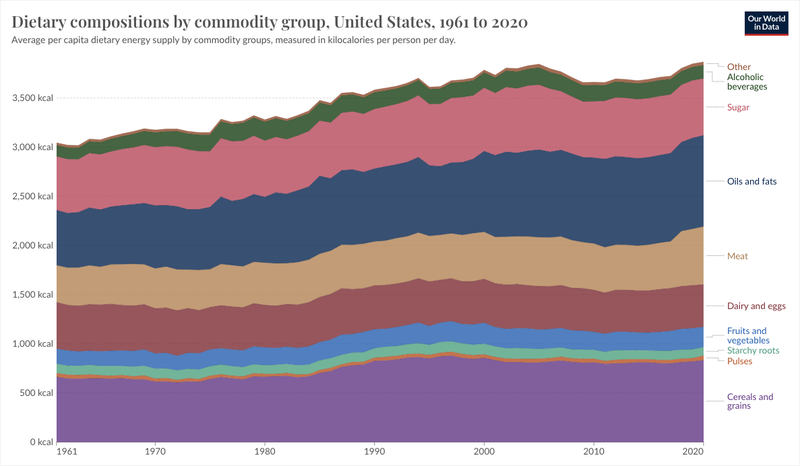 Dietary compositions by commodity group, United States, 1961 to 2020
Average per capita dietary energy supply by commodity groups, measured in kilocalories per person per day.
Our World
in Data
3,500 kcal
3,000 kcal
2,500 kcal
2,000 kcal
1,500 kcal
1,000 kcal
500 kcal
0 kcal
1961
1970
1980
1990
2000
2010
2020
Other
Alcoholic
beverages
Sugar
Oils and fats
Meat
Dairy and eggs
Fruits and
vegetables
Starchy roots
Pulses
Cereals and
grains